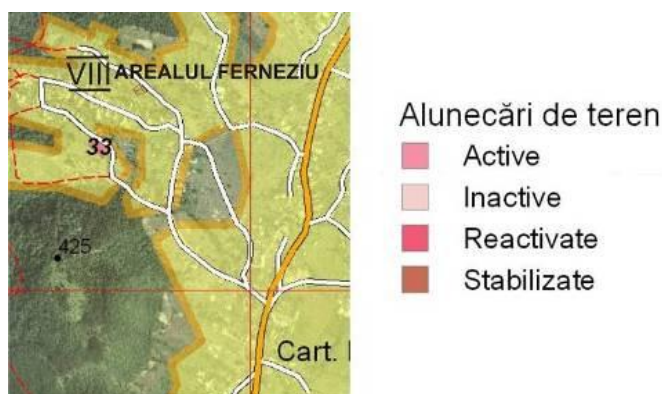 VIII AREALUL FERNEZIU
33
425
Cart.
Alunecări de teren
Active
Inactive
Reactivate
Stabilizate